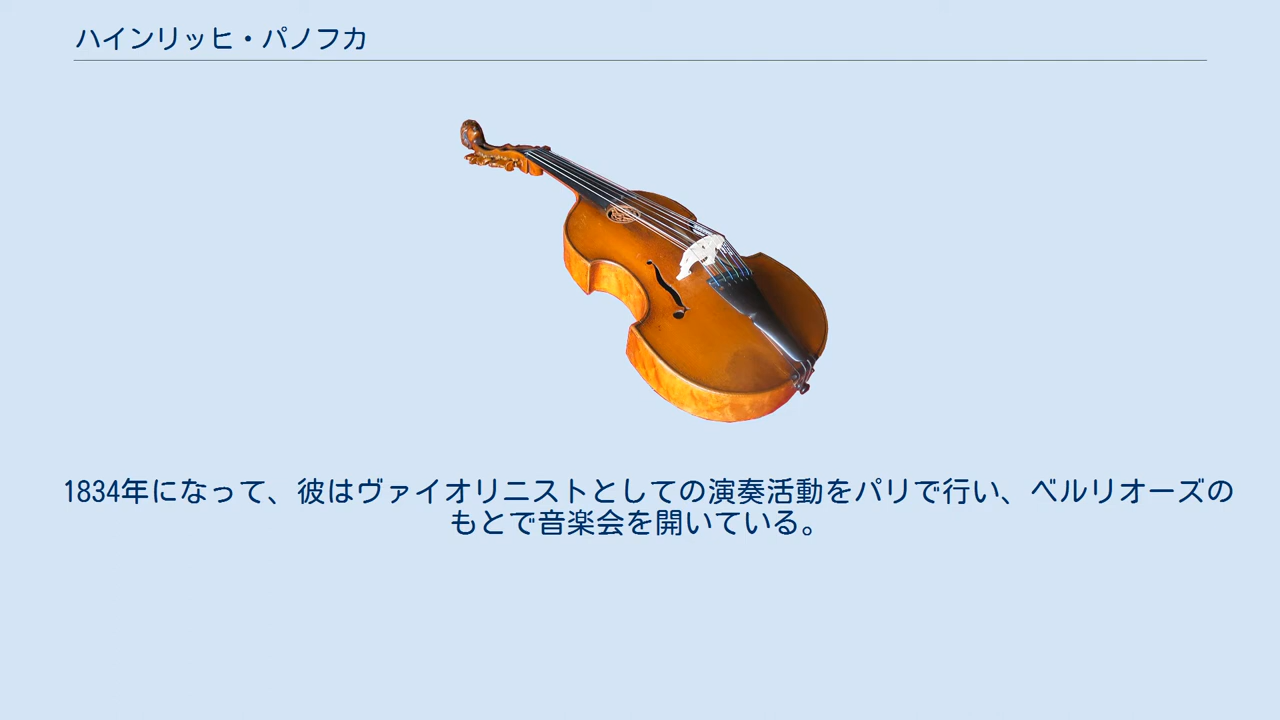 ハインリッヒ・パノフカ
1834年になって、彼はヴァイオリニストとしての演奏活動をパリで行い、ベルリオーズの
もとで音楽会を開いている。